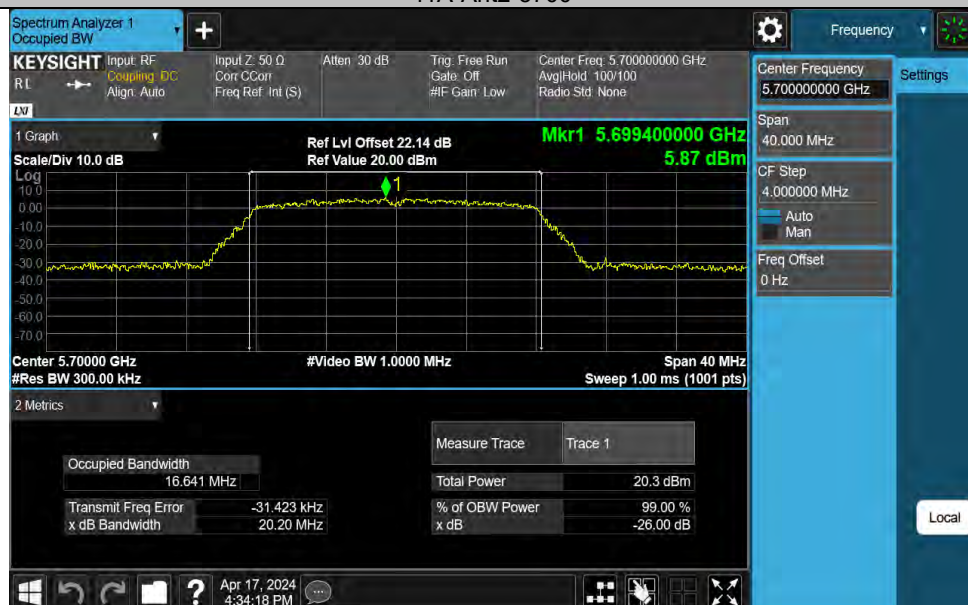 Spectrum Analyzer 1
Occupied BW
Frequency
KEYSIGHT
RL
LXI
Input: RF
Coupling: DC
Align: Auto
Input Z: 50 Ω
Corr CCorr
Freq Ref: Int (S)
Atten: 30 dB
Trig: Free Run
Gate: Off
#IF Gain: Low
Center Freq: 5.700000000 GHz
Avg|Hold: 100/100
Radio Std: None
Center Frequency
5.700000000 GHz
Settings
Span
40.000 MHz
CF Step
4.000000 MHz
Auto
Man
Freq Offset
0 Hz
Local
1 Graph
Scale/Div 10.0 dB
Ref Lvl Offset 22.14 dB
Ref Value 20.00 dBm
Mkr1 5.699400000 GHz
5.87 dBm
Log
10.0
0.00
-10.0
-20.0
-30.0
-40.0
-50.0
-60.0
-70.0
1
Center 5.70000 GHz
#Video BW 1.0000 MHz
Span 40 MHz
#Res BW 300.00 kHz
Sweep 1.00 ms (1001 pts)
2 Metrics
Measure Trace Trace 1
Occupied Bandwidth
16.641 MHz
Total Power 20.3 dBm
Transmit Freq Error -31.423 kHz
% of OBW Power 99.00 %
x dB Bandwidth 20.20 MHz
x dB -26.00 dB
?
Apr 17, 2024
4:34:18 PM